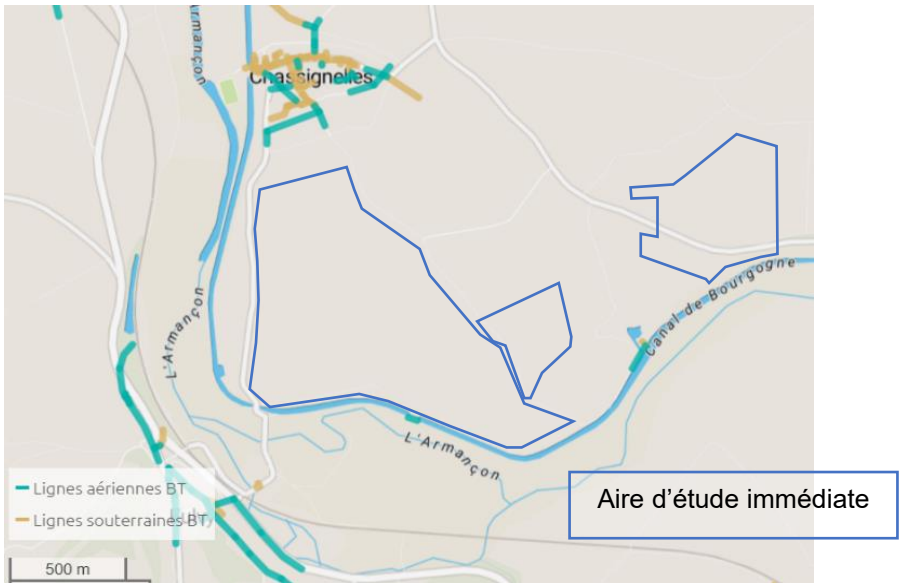 L'Armançon
Chassignelles
L'Armançon
Canal de Bourgogne
L'Armançon
Aire d'étude immédiate
Lignes aériennes BT
Lignes souterraines BT
500 m